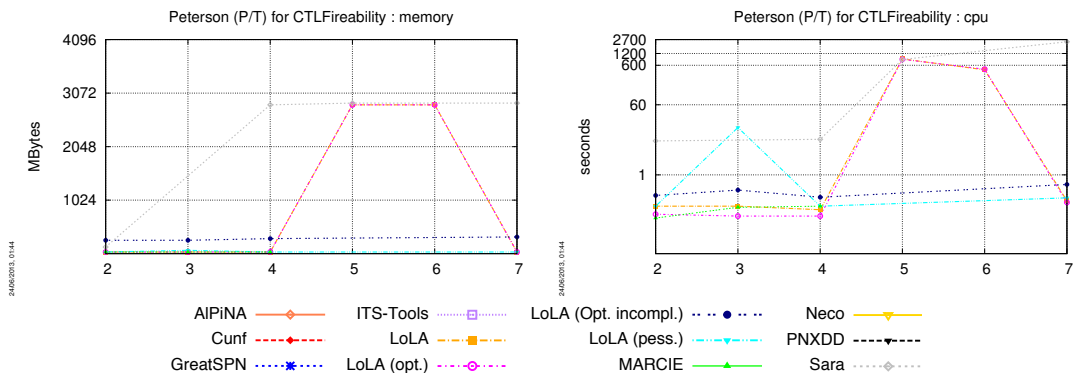 Peterson (P/T) for CTLFireability : memory
4096
3072
2048
1024
MBytes
2 3 4 5 6 7
24/06/2013, 01:44
Peterson (P/T) for CTLFireability : cpu
2700
1200
600
60
1
seconds
2 3 4 5 6 7
24/06/2013, 01:44
AlPiNA ITS-Tools LoLA (Opt. incompl.) Neco
Cunf LoLA LoLA (pess.) PNXDD
GreatSPN LoLA (opt.) MARCIE Sara